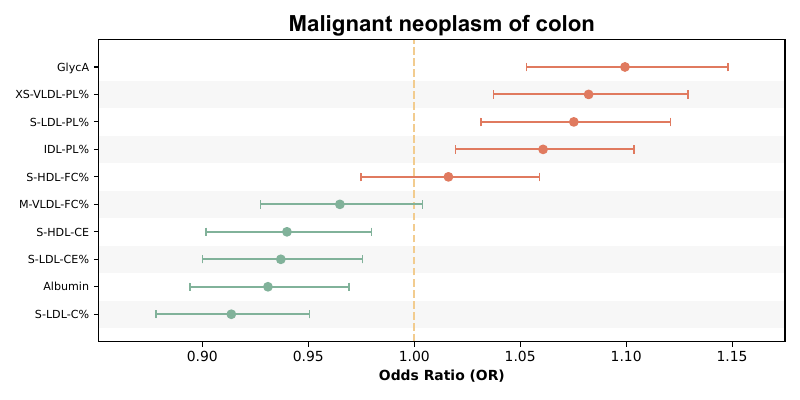 Malignant neoplasm of colon
GlycA
XS-VLDL-PL%
S-LDL-PL%
IDL-PL%
S-HDL-FC%
M-VLDL-FC%
S-HDL-CE
S-LDL-CE%
Albumin
S-LDL-C%
0.90 0.95 1.00 1.05 1.10 1.15
Odds Ratio (OR)